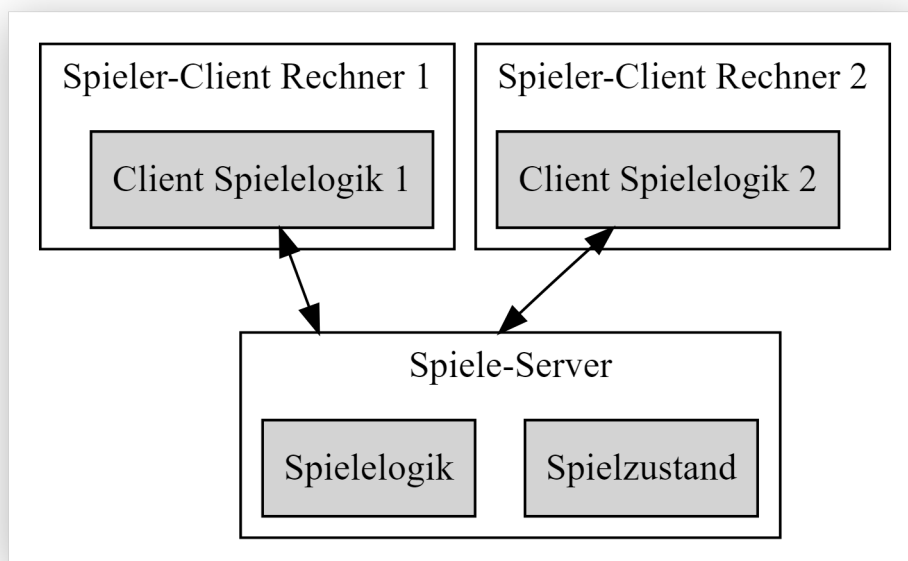 Spieler-Client Rechner 1
Spieler-Client Rechner 2
Client Spielelogik 1
Client Spielelogik 2
Spiele-Server
Spielelogik
Spielzustand